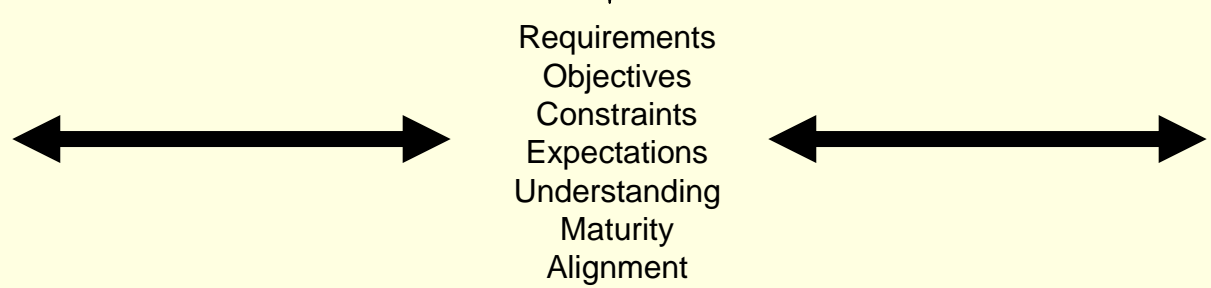 Requirements
Objectives
Constraints
Expectations
Understanding
Maturity
Alignment